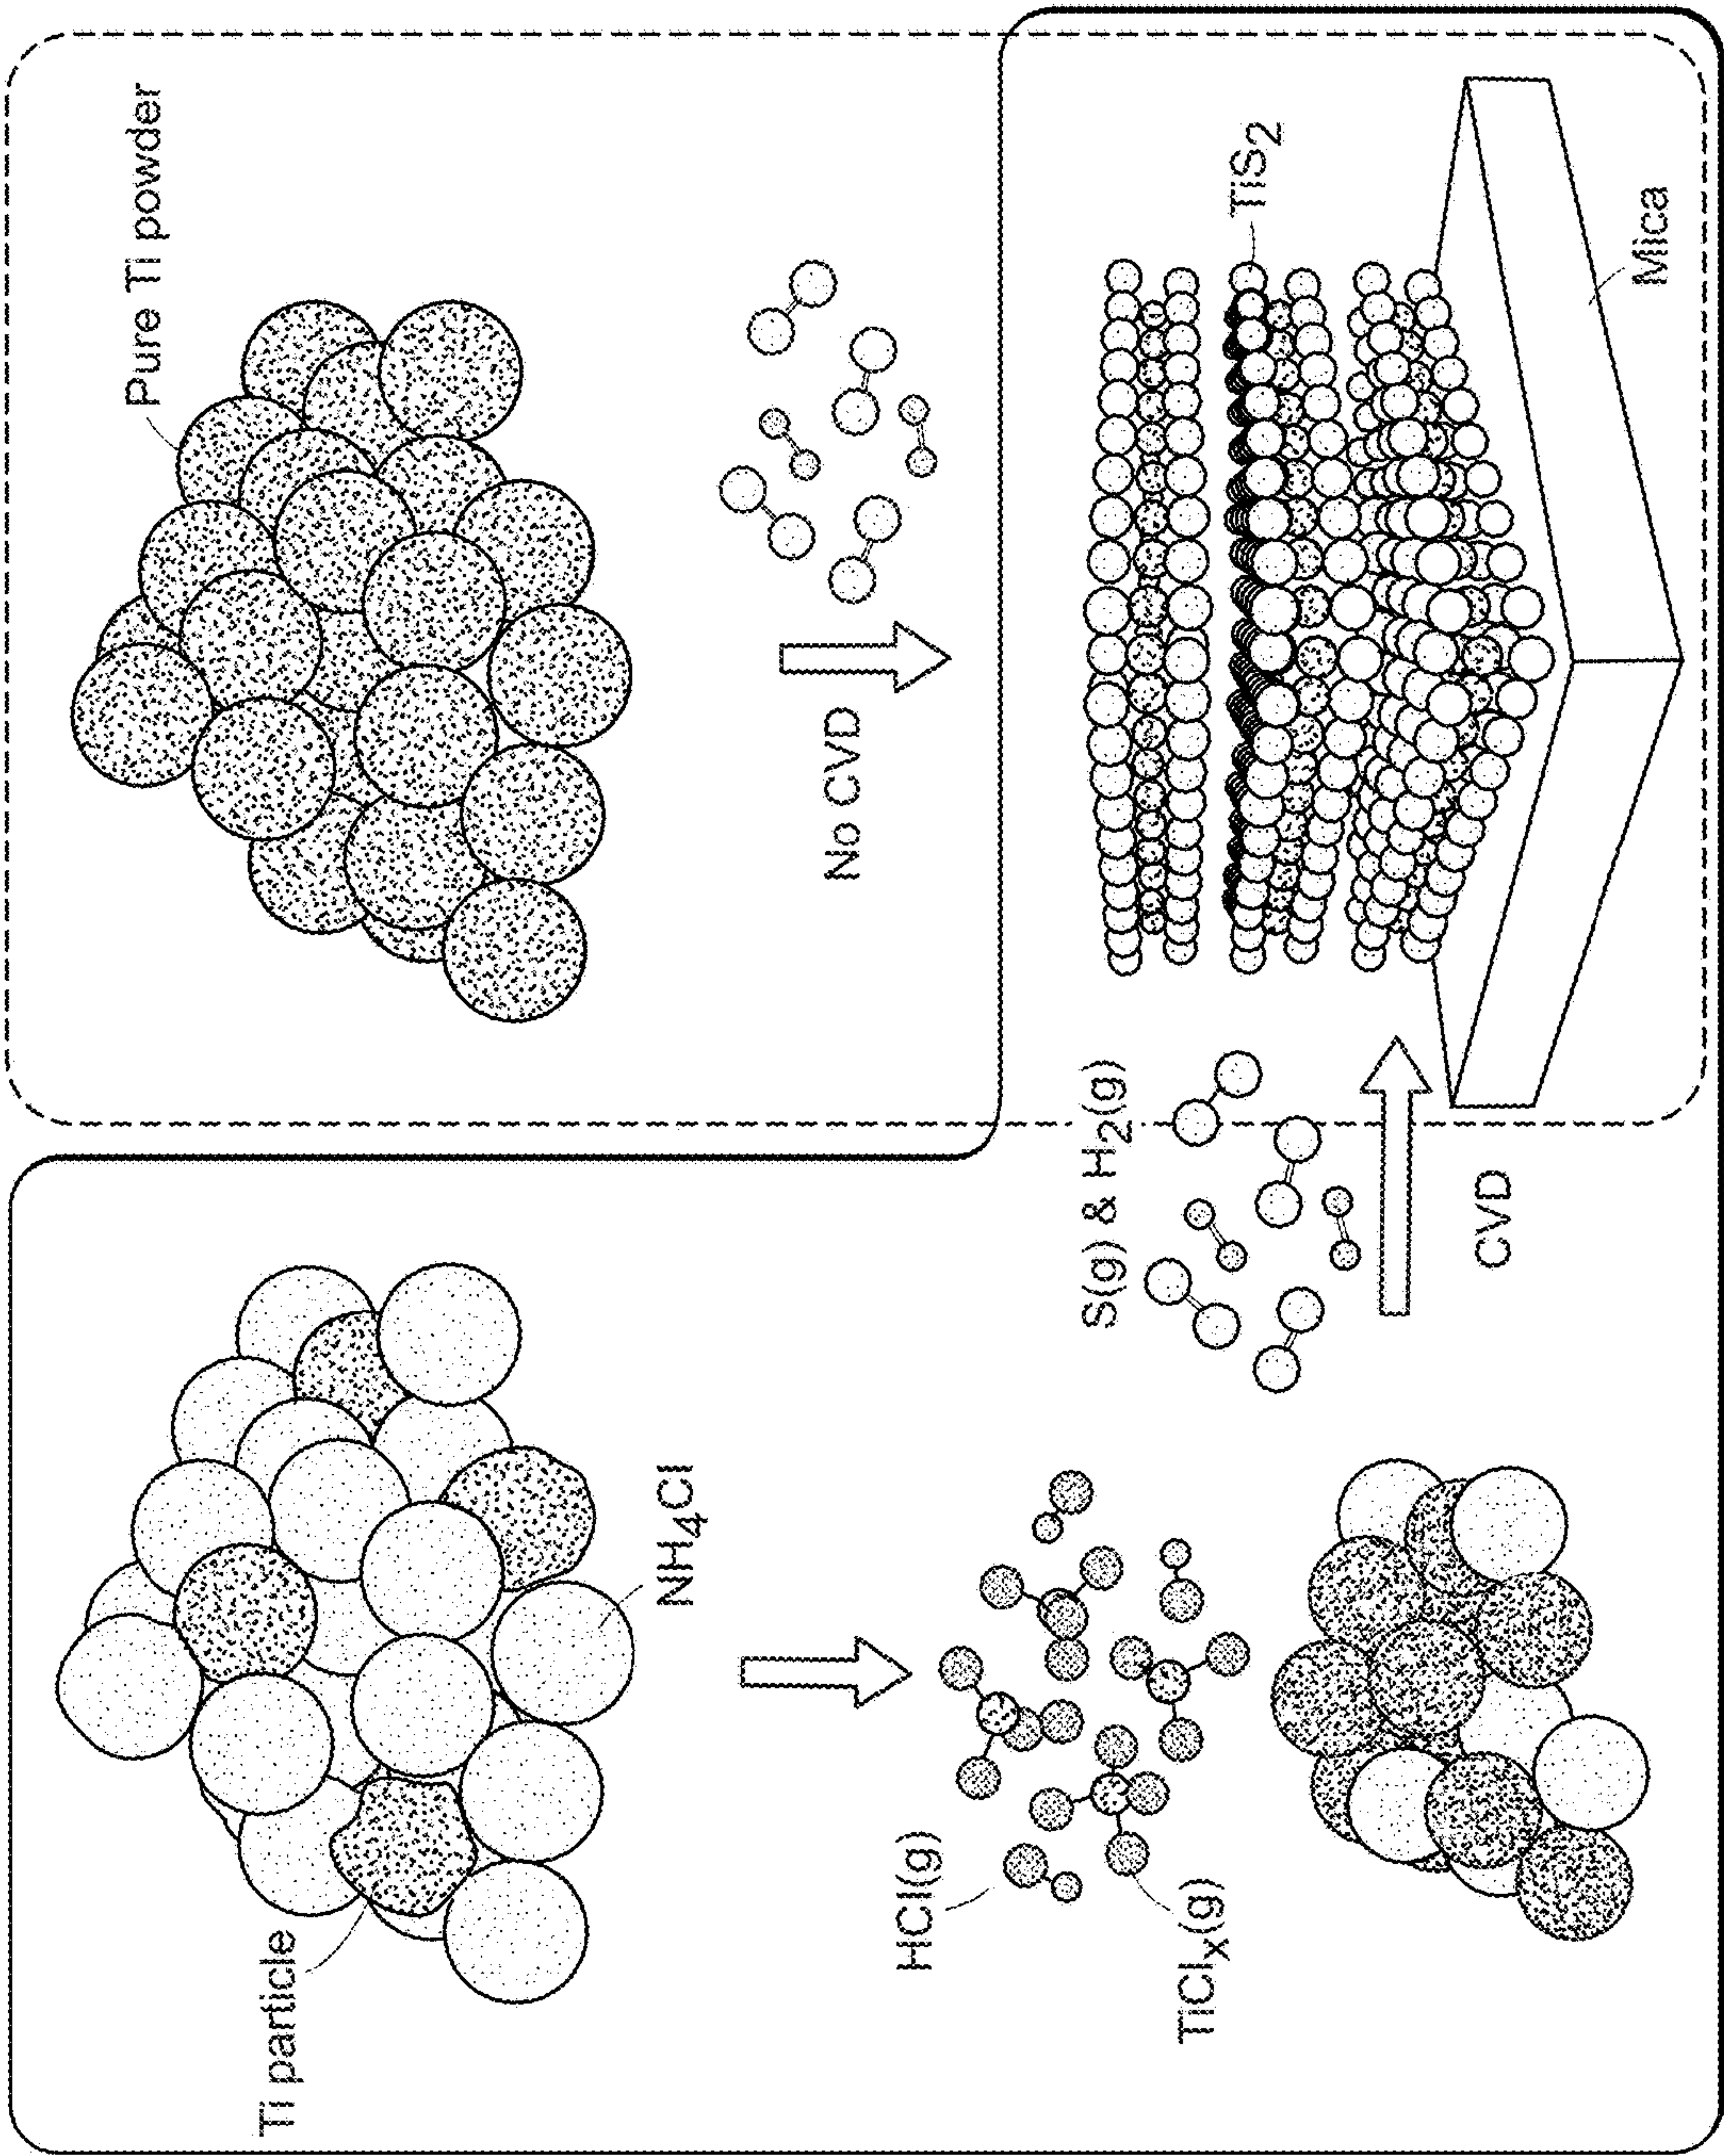 Ti particle
NH4Cl
Pure Ti powder
HCl(g)
TiClx(g)
S(g) & H2(g)
CVD
No CVD
TiS2
Mica